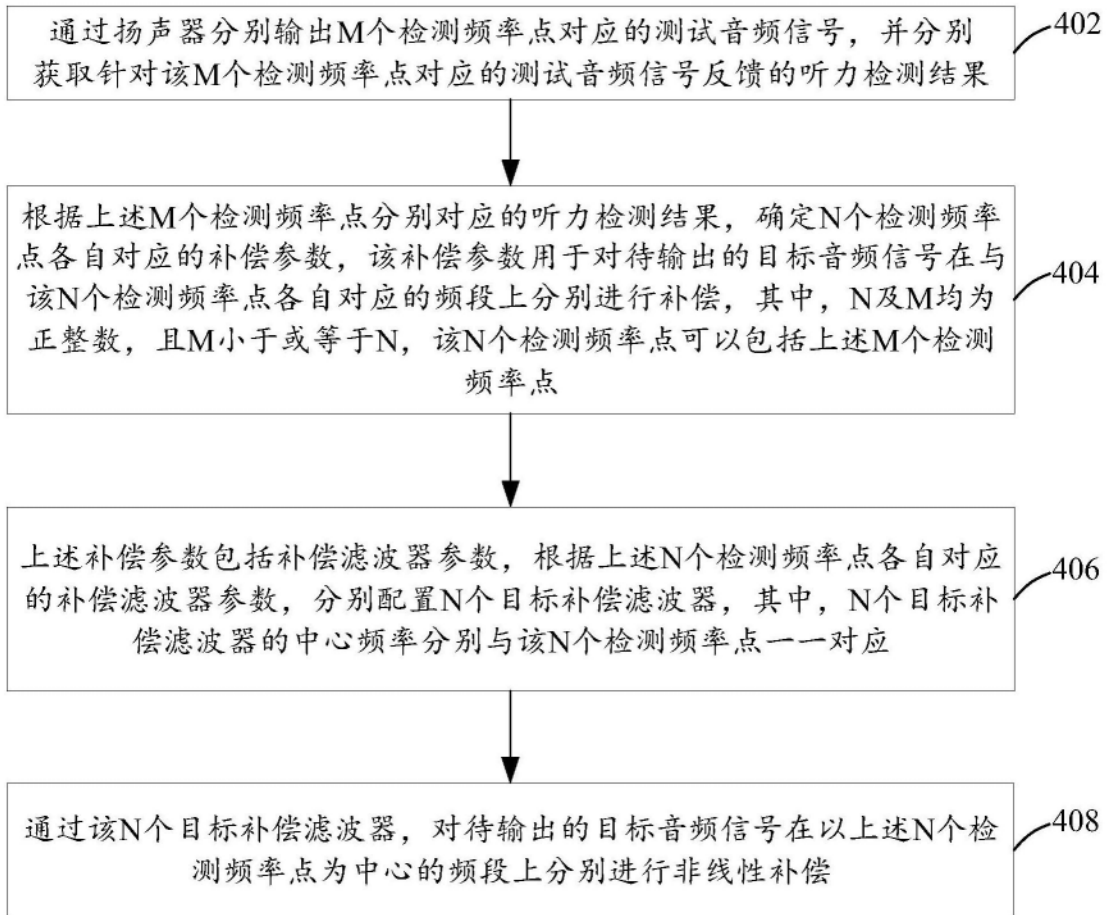 通过扬声器分别输出M个检测频率点对应的测试音频信号，并分别
获取针对该M个检测频率点对应的测试音频信号反馈的听力检测结果
402
根据上述M个检测频率点分别对应的听力检测结果，确定N个检测频率
点各自对应的补偿参数，该补偿参数用于对待输出的目标音频信号在与
该N个检测频率点各自对应的频段上分别进行补偿，其中，N及M均为
正整数，且M小于或等于N，该N个检测频率点可以包括上述M个检测
频率点
404
上述补偿参数包括补偿滤波器参数，根据上述N个检测频率点各自对应
的补偿滤波器参数，分别配置N个目标补偿滤波器，其中，N个目标补
偿滤波器的中心频率分别与该N个检测频率点一一对应
406
通过该N个目标补偿滤波器，对待输出的目标音频信号在以上述N个检
测频率点为中心的频段上分别进行非线性补偿
408